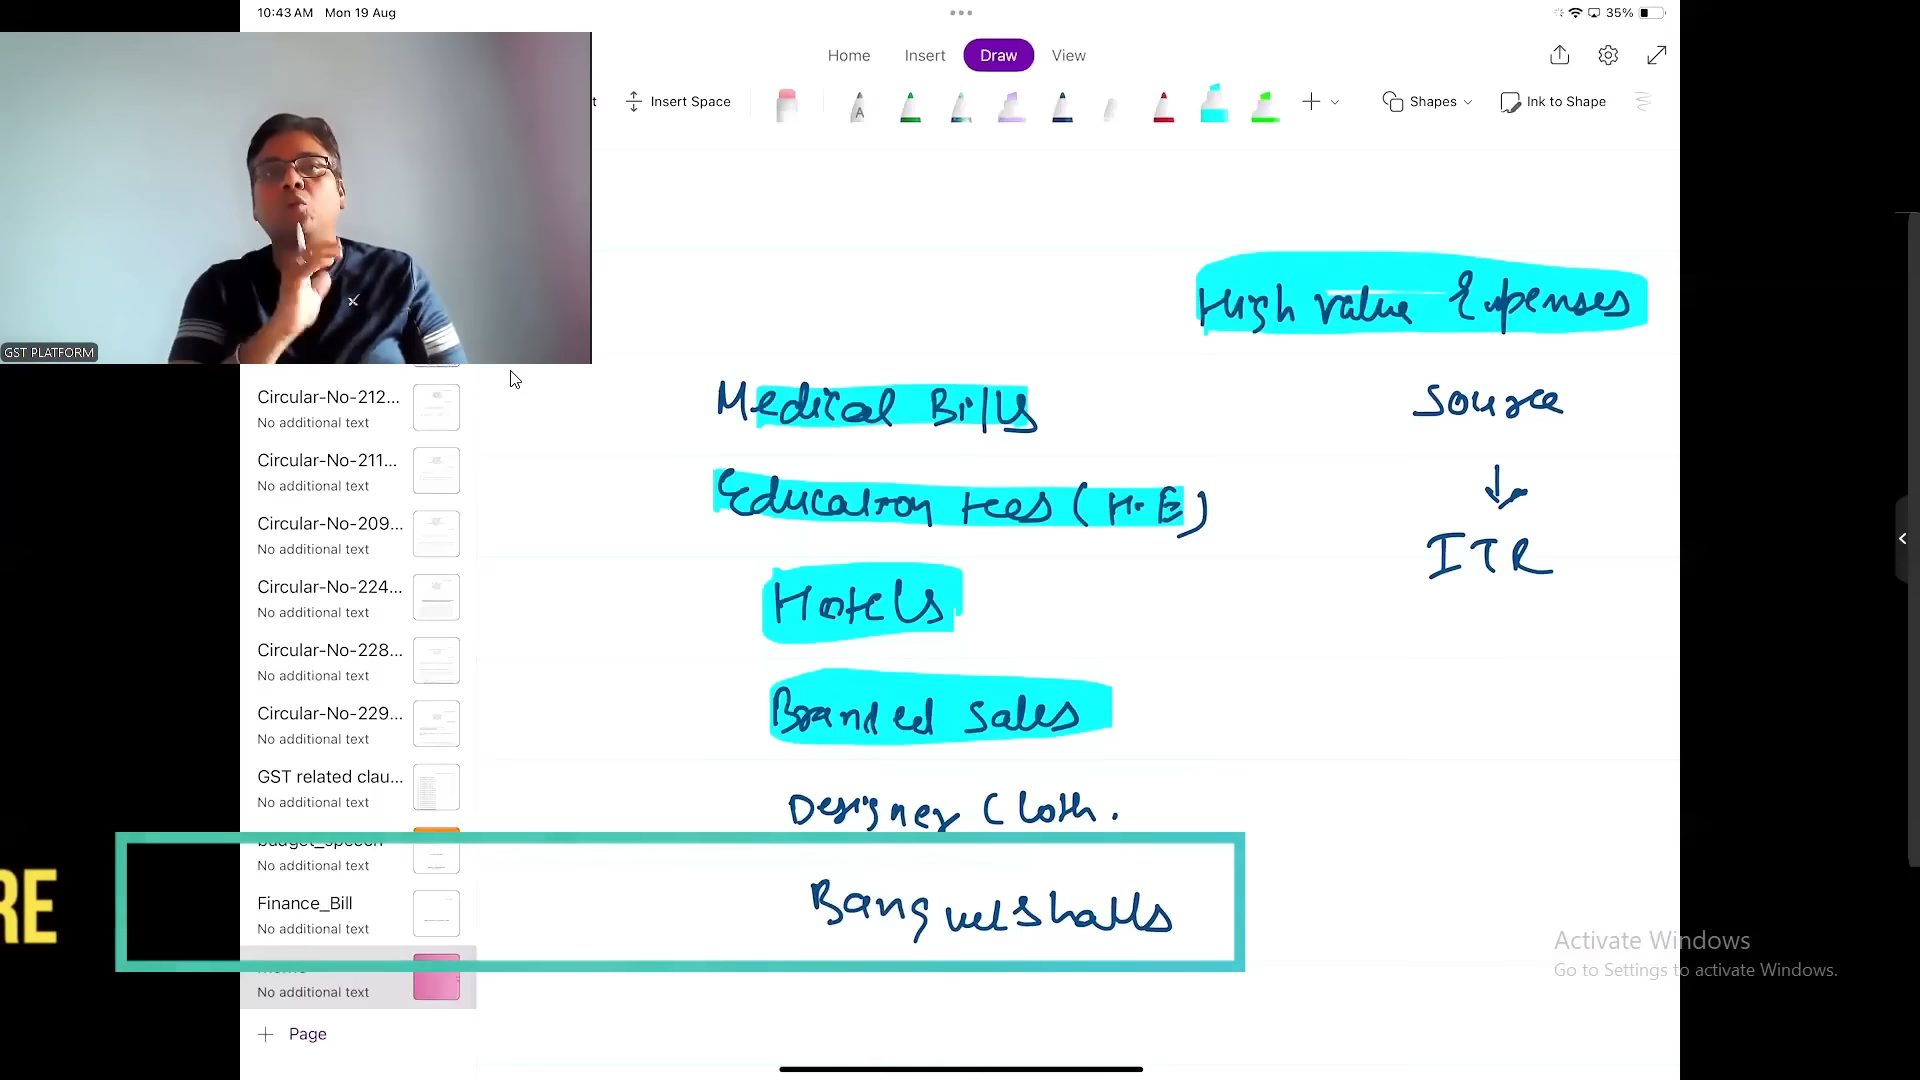 10:43 AM Mon 19 Aug
35%
Home Insert Draw View
t Insert Space
A
Shapes
Ink to Shape
GST PLATFORM
High value Expenses
Medical Bills
Source
Education fees (H.E)
ITR
Hotels
Branded Sales
Designer Cloth.
Banquets halls
Circular-No-212...
No additional text
Circular-No-211...
No additional text
Circular-No-209...
No additional text
Circular-No-224...
No additional text
Circular-No-228...
No additional text
Circular-No-229...
No additional text
GST related clau...
No additional text
budget_speech
No additional text
Finance_Bill
No additional text
No additional text
Page
RE
Activate Windows
Go to Settings to activate Windows.